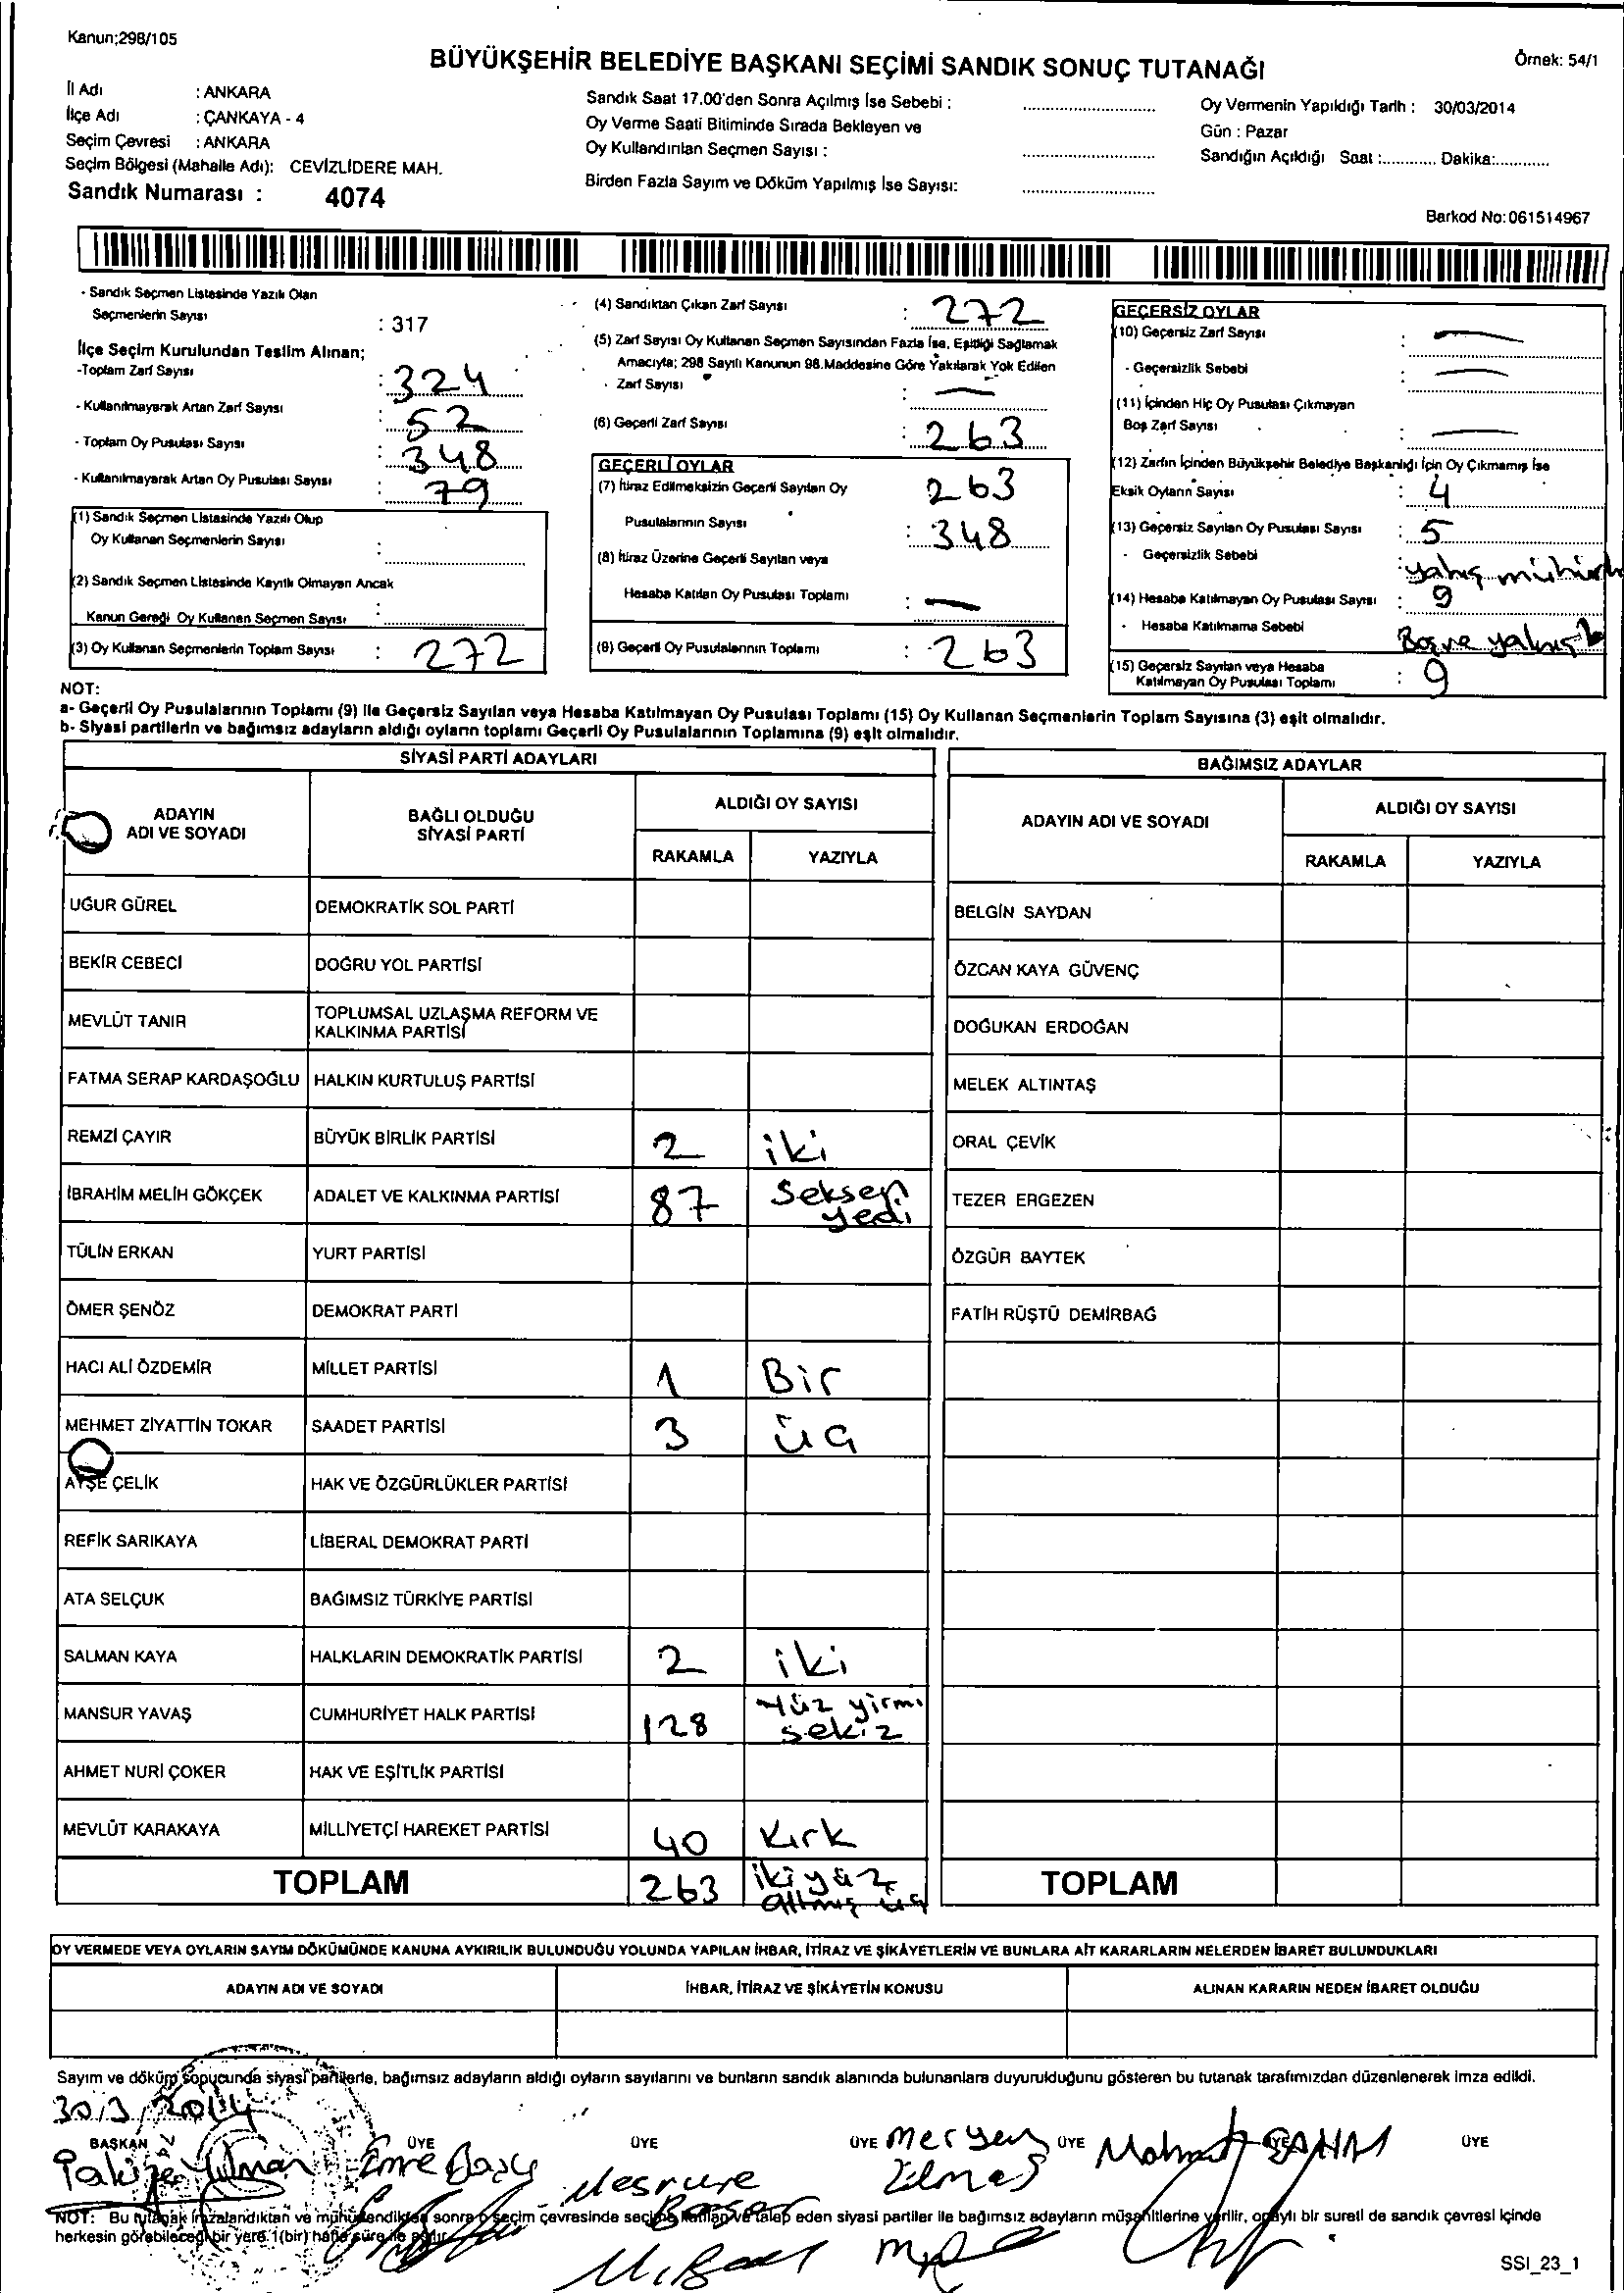 Kanun;298/105
BÜYÜKŞEHİR BELEDİYE BAŞKANI SEÇİMİ SANDIK SONUÇ TUTANAĞI
Örnek: 54/1
İl Adı : ANKARA
İlçe Adı : ÇANKAYA - 4
Seçim Çevresi : ANKARA
Seçim Bölgesi (Mahalle Adı): CEVİZLİDERE MAH.
Sandık Numarası : 4074
Sandık Saat 17.00'den Sonra Açılmış İse Sebebi :
Oy Verme Saati Bitiminde Sırada Bekleyen ve
Oy Kullandırılan Seçmen Sayısı :
Birden Fazla Sayım ve Döküm Yapılmış İse Sayısı:
Oy Vermenin Yapıldığı Tarih : 30/03/2014
Gün : Pazar
Sandığın Açıldığı Saat :............ Dakika:............
Barkod No:061514967
- Sandık Seçmen Listesinde Yazılı Olan
Seçmenlerin Sayısı : 317
İlçe Seçim Kurulundan Teslim Alınan;
-Toplam Zarf Sayısı : 324
- Kullanılmayarak Artan Zarf Sayısı : 52
- Toplam Oy Pusulası Sayısı : 348
- Kullanılmayarak Artan Oy Pusulası Sayısı : 79
(1) Sandık Seçmen Listesinde Yazılı Olup
Oy Kullanan Seçmenlerin Sayısı :
(2) Sandık Seçmen Listesinde Kayıtlı Olmayan Ancak
Kanun Gereği Oy Kullanan Seçmen Sayısı :
(3) Oy Kullanan Seçmenlerin Toplam Sayısı : 272
(4) Sandıktan Çıkan Zarf Sayısı : 272
(5) Zarf Sayısı Oy Kullanan Seçmen Sayısından Fazla İse, Eşitliği Sağlamak
Amacıyla; 298 Sayılı Kanunun 98.Maddesine Göre Yakılarak Yok Edilen
Zarf Sayısı : —
(6) Geçerli Zarf Sayısı : 263
GEÇERLİ OYLAR
(7) İtiraz Edilmeksizin Geçerli Sayılan Oy 263
Pusulalarının Sayısı : 348
(8) İtiraz Üzerine Geçerli Sayılan veya
Hesaba Katılan Oy Pusulası Toplamı : —
(9) Geçerli Oy Pusulalarının Toplamı : 263
GEÇERSİZ OYLAR
(10) Geçersiz Zarf Sayısı : —
- Geçersizlik Sebebi : —
(11) İçinden Hiç Oy Pusulası Çıkmayan
Boş Zarf Sayısı : —
(12) Zarfın İçinden Büyükşehir Belediye Başkanlığı İçin Oy Çıkmamış İse
Eksik Oyların Sayısı : 4
(13) Geçersiz Sayılan Oy Pusulası Sayısı : 5
- Geçersizlik Sebebi :
(14) Hesaba Katılmayan Oy Pusulası Sayısı : 9
- Hesaba Katılmama Sebebi
(15) Geçersiz Sayılan veya Hesaba
Katılmayan Oy Pusulası Toplamı : 9
NOT:
a- Geçerli Oy Pusulalarının Toplamı (9) ile Geçersiz Sayılan veya Hesaba Katılmayan Oy Pusulası Toplamı (15) Oy Kullanan Seçmenlerin Toplam Sayısına (3) eşit olmalıdır.
b- Siyasi partilerin ve bağımsız adayların aldığı oyların toplamı Geçerli Oy Pusulalarının Toplamına (9) eşit olmalıdır.
SİYASİ PARTİ ADAYLARI
ADAYIN ADI VE SOYADI
BAĞLI OLDUĞU SİYASİ PARTİ
ALDIĞI OY SAYISI
RAKAMLA YAZIYLA
UĞUR GÜREL DEMOKRATİK SOL PARTİ
BEKİR CEBECİ DOĞRU YOL PARTİSİ
MEVLÜT TANIR TOPLUMSAL UZLAŞMA REFORM VE KALKINMA PARTİSİ
FATMA SERAP KARDAŞOĞLU HALKIN KURTULUŞ PARTİSİ
REMZİ ÇAYIR BÜYÜK BİRLİK PARTİSİ 2 iki
İBRAHİM MELİH GÖKÇEK ADALET VE KALKINMA PARTİSİ 87 Seksen yedi
TÜLİN ERKAN YURT PARTİSİ
ÖMER ŞENÖZ DEMOKRAT PARTİ
HACI ALİ ÖZDEMİR MİLLET PARTİSİ 1 Bir
MEHMET ZİYATTİN TOKAR SAADET PARTİSİ 3 üç
AYŞE ÇELİK HAK VE ÖZGÜRLÜKLER PARTİSİ
REFİK SARIKAYA LİBERAL DEMOKRAT PARTİ
ATA SELÇUK BAĞIMSIZ TÜRKİYE PARTİSİ
SALMAN KAYA HALKLARIN DEMOKRATİK PARTİSİ 2 iki
MANSUR YAVAŞ CUMHURİYET HALK PARTİSİ 128 Yüz yirmi sekiz
AHMET NURİ ÇOKER HAK VE EŞİTLİK PARTİSİ
MEVLÜT KARAKAYA MİLLİYETÇİ HAREKET PARTİSİ 40 Kırk
TOPLAM 263 iki yüz altmış üç
BAĞIMSIZ ADAYLAR
ADAYIN ADI VE SOYADI
ALDIĞI OY SAYISI
RAKAMLA YAZIYLA
BELGİN SAYDAN
ÖZCAN KAYA GÜVENÇ
DOĞUKAN ERDOĞAN
MELEK ALTINTAŞ
ORAL ÇEVİK
TEZER ERGEZEN
ÖZGÜR BAYTEK
FATİH RÜŞTÜ DEMİRBAĞ
TOPLAM
OY VERMEDE VEYA OYLARIN SAYIM DÖKÜMÜNDE KANUNA AYKIRILIK BULUNDUĞU YOLUNDA YAPILAN İHBAR, İTİRAZ VE ŞİKÂYETLERİN VE BUNLARA AİT KARARLARIN NELERDEN İBARET BULUNDUKLARI
ADAYIN ADI VE SOYADI
İHBAR, İTİRAZ VE ŞİKÂYETİN KONUSU
ALINAN KARARIN NEDEN İBARET OLDUĞU
Sayım ve döküm sonucunda siyasi partilerle, bağımsız adayların aldığı oyların sayılarını ve bunların sandık alanında bulunanlara duyurulduğunu gösteren bu tutanak tarafımızdan düzenlenerek imza edildi.
30/3/2014
BAŞKAN ÜYE ÜYE ÜYE ÜYE ÜYE ÜYE
Emre Mesrure Meryem Yılmaz
NOT: Bu tutanak imzalandıktan ve mühürlendikten sonra o seçim çevresinde seçime katılan ve talep eden siyasi partiler ile bağımsız adayların müşahitlerine verilir, onaylı bir sureti de sandık çevresi içinde
herkesin görebileceği bir yere 1(bir) hafta süre ile asılır.
SSI_23_1